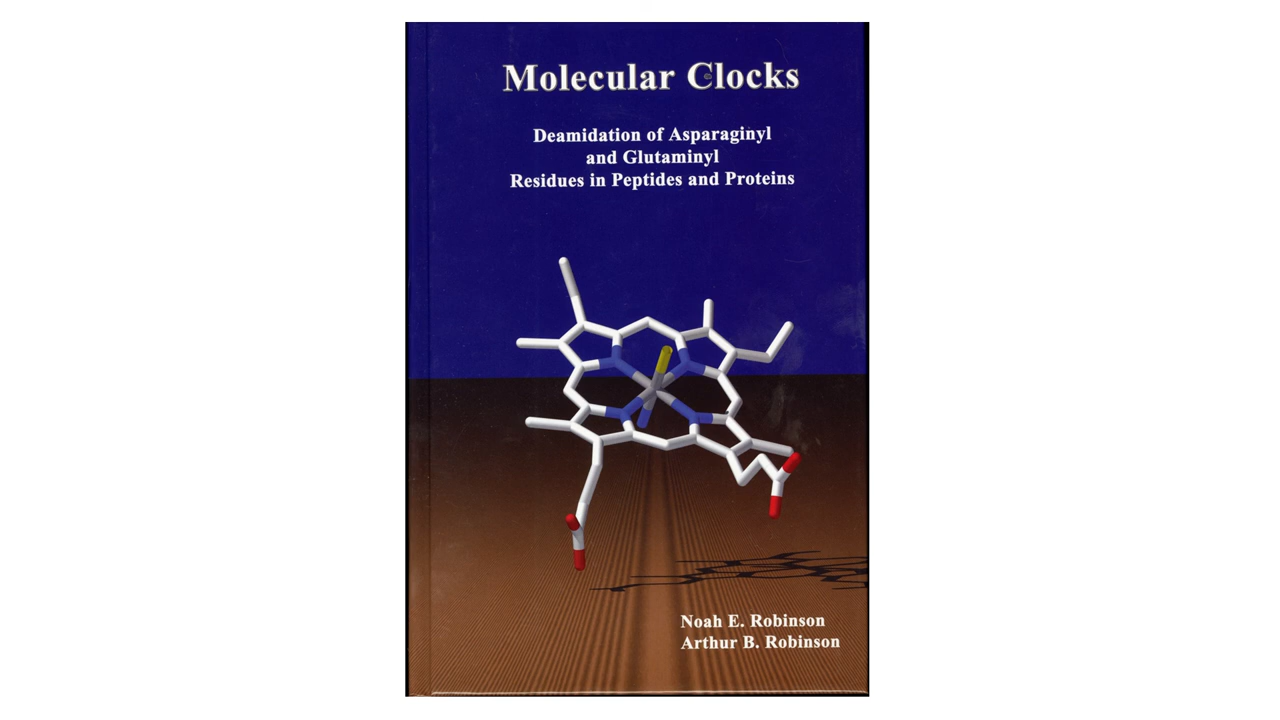 Molecular Clocks
Deamidation of Asparaginyl
and Glutaminyl
Residues in Peptides and Proteins
Noah E. Robinson
Arthur B. Robinson